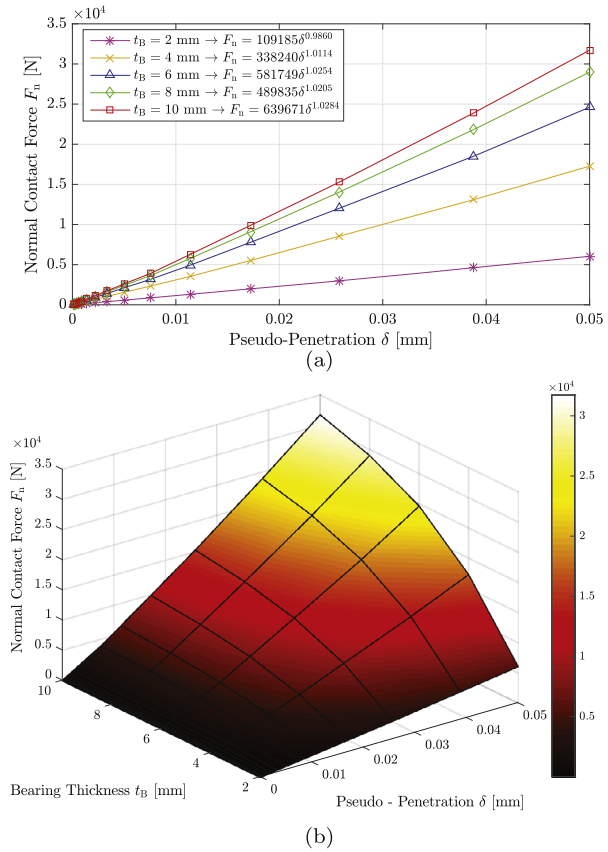 ×10⁴
3.5
3
2.5
2
1.5
1
0.5
0
Normal Contact Force Fₙ [N]
t_B = 2 mm → Fₙ = 109185δ^0.9860
t_B = 4 mm → Fₙ = 338240δ^1.0114
t_B = 6 mm → Fₙ = 581749δ^1.0254
t_B = 8 mm → Fₙ = 489835δ^1.0205
t_B = 10 mm → Fₙ = 639671δ^1.0284
0 0.01 0.02 0.03 0.04 0.05
Pseudo-Penetration δ [mm]
(a)
×10⁴
3.5
3
2.5
2
1.5
1
0.5
0
Normal Contact Force Fₙ [N]
10
8
6
4
2
Bearing Thickness t_B [mm]
0
0.01
0.02
0.03
0.04
0.05
Pseudo - Penetration δ [mm]
×10⁴
3
2.5
2
1.5
1
0.5
(b)